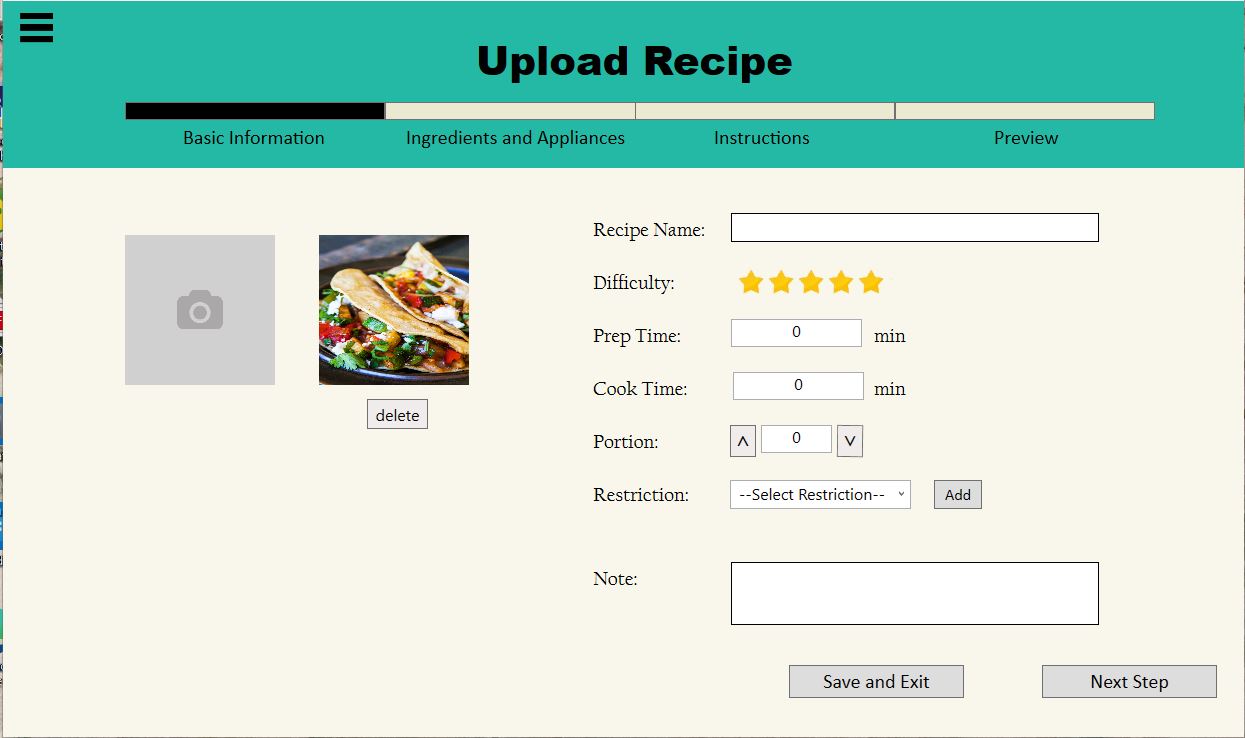 Upload Recipe
Basic Information Ingredients and Appliances Instructions Preview
Recipe Name:
Difficulty:
Prep Time: 0 min
Cook Time: 0 min
delete
Portion: ˄ 0 ˅
Restriction: --Select Restriction-- Add
Note:
Save and Exit Next Step